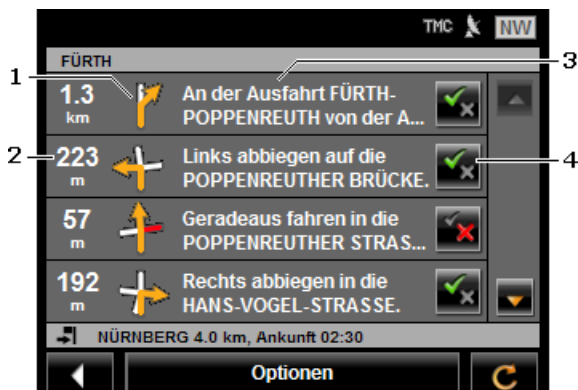 TMC NW
FÜRTH
1
3
1.3
km
An der Ausfahrt FÜRTH-
POPPENREUTH von der A...
2
223
m
Links abbiegen auf die
POPPENREUTHER BRÜCKE.
4
57
m
Geradeaus fahren in die
POPPENREUTHER STRAS...
192
m
Rechts abbiegen in die
HANS-VOGEL-STRASSE.
NÜRNBERG 4.0 km, Ankunft 02:30
Optionen